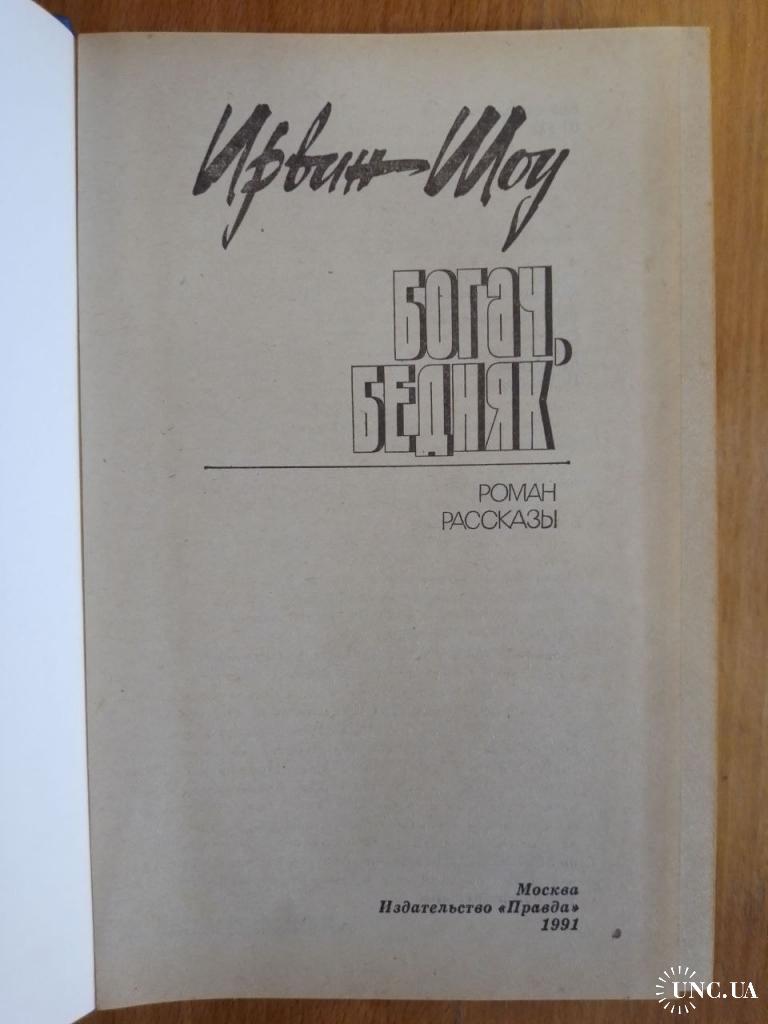 Ирвин Шоу
БОГАЧ,
БЕДНЯК
РОМАН
РАССКАЗЫ
Москва
Издательство «Правда»
1991
UNC.UA